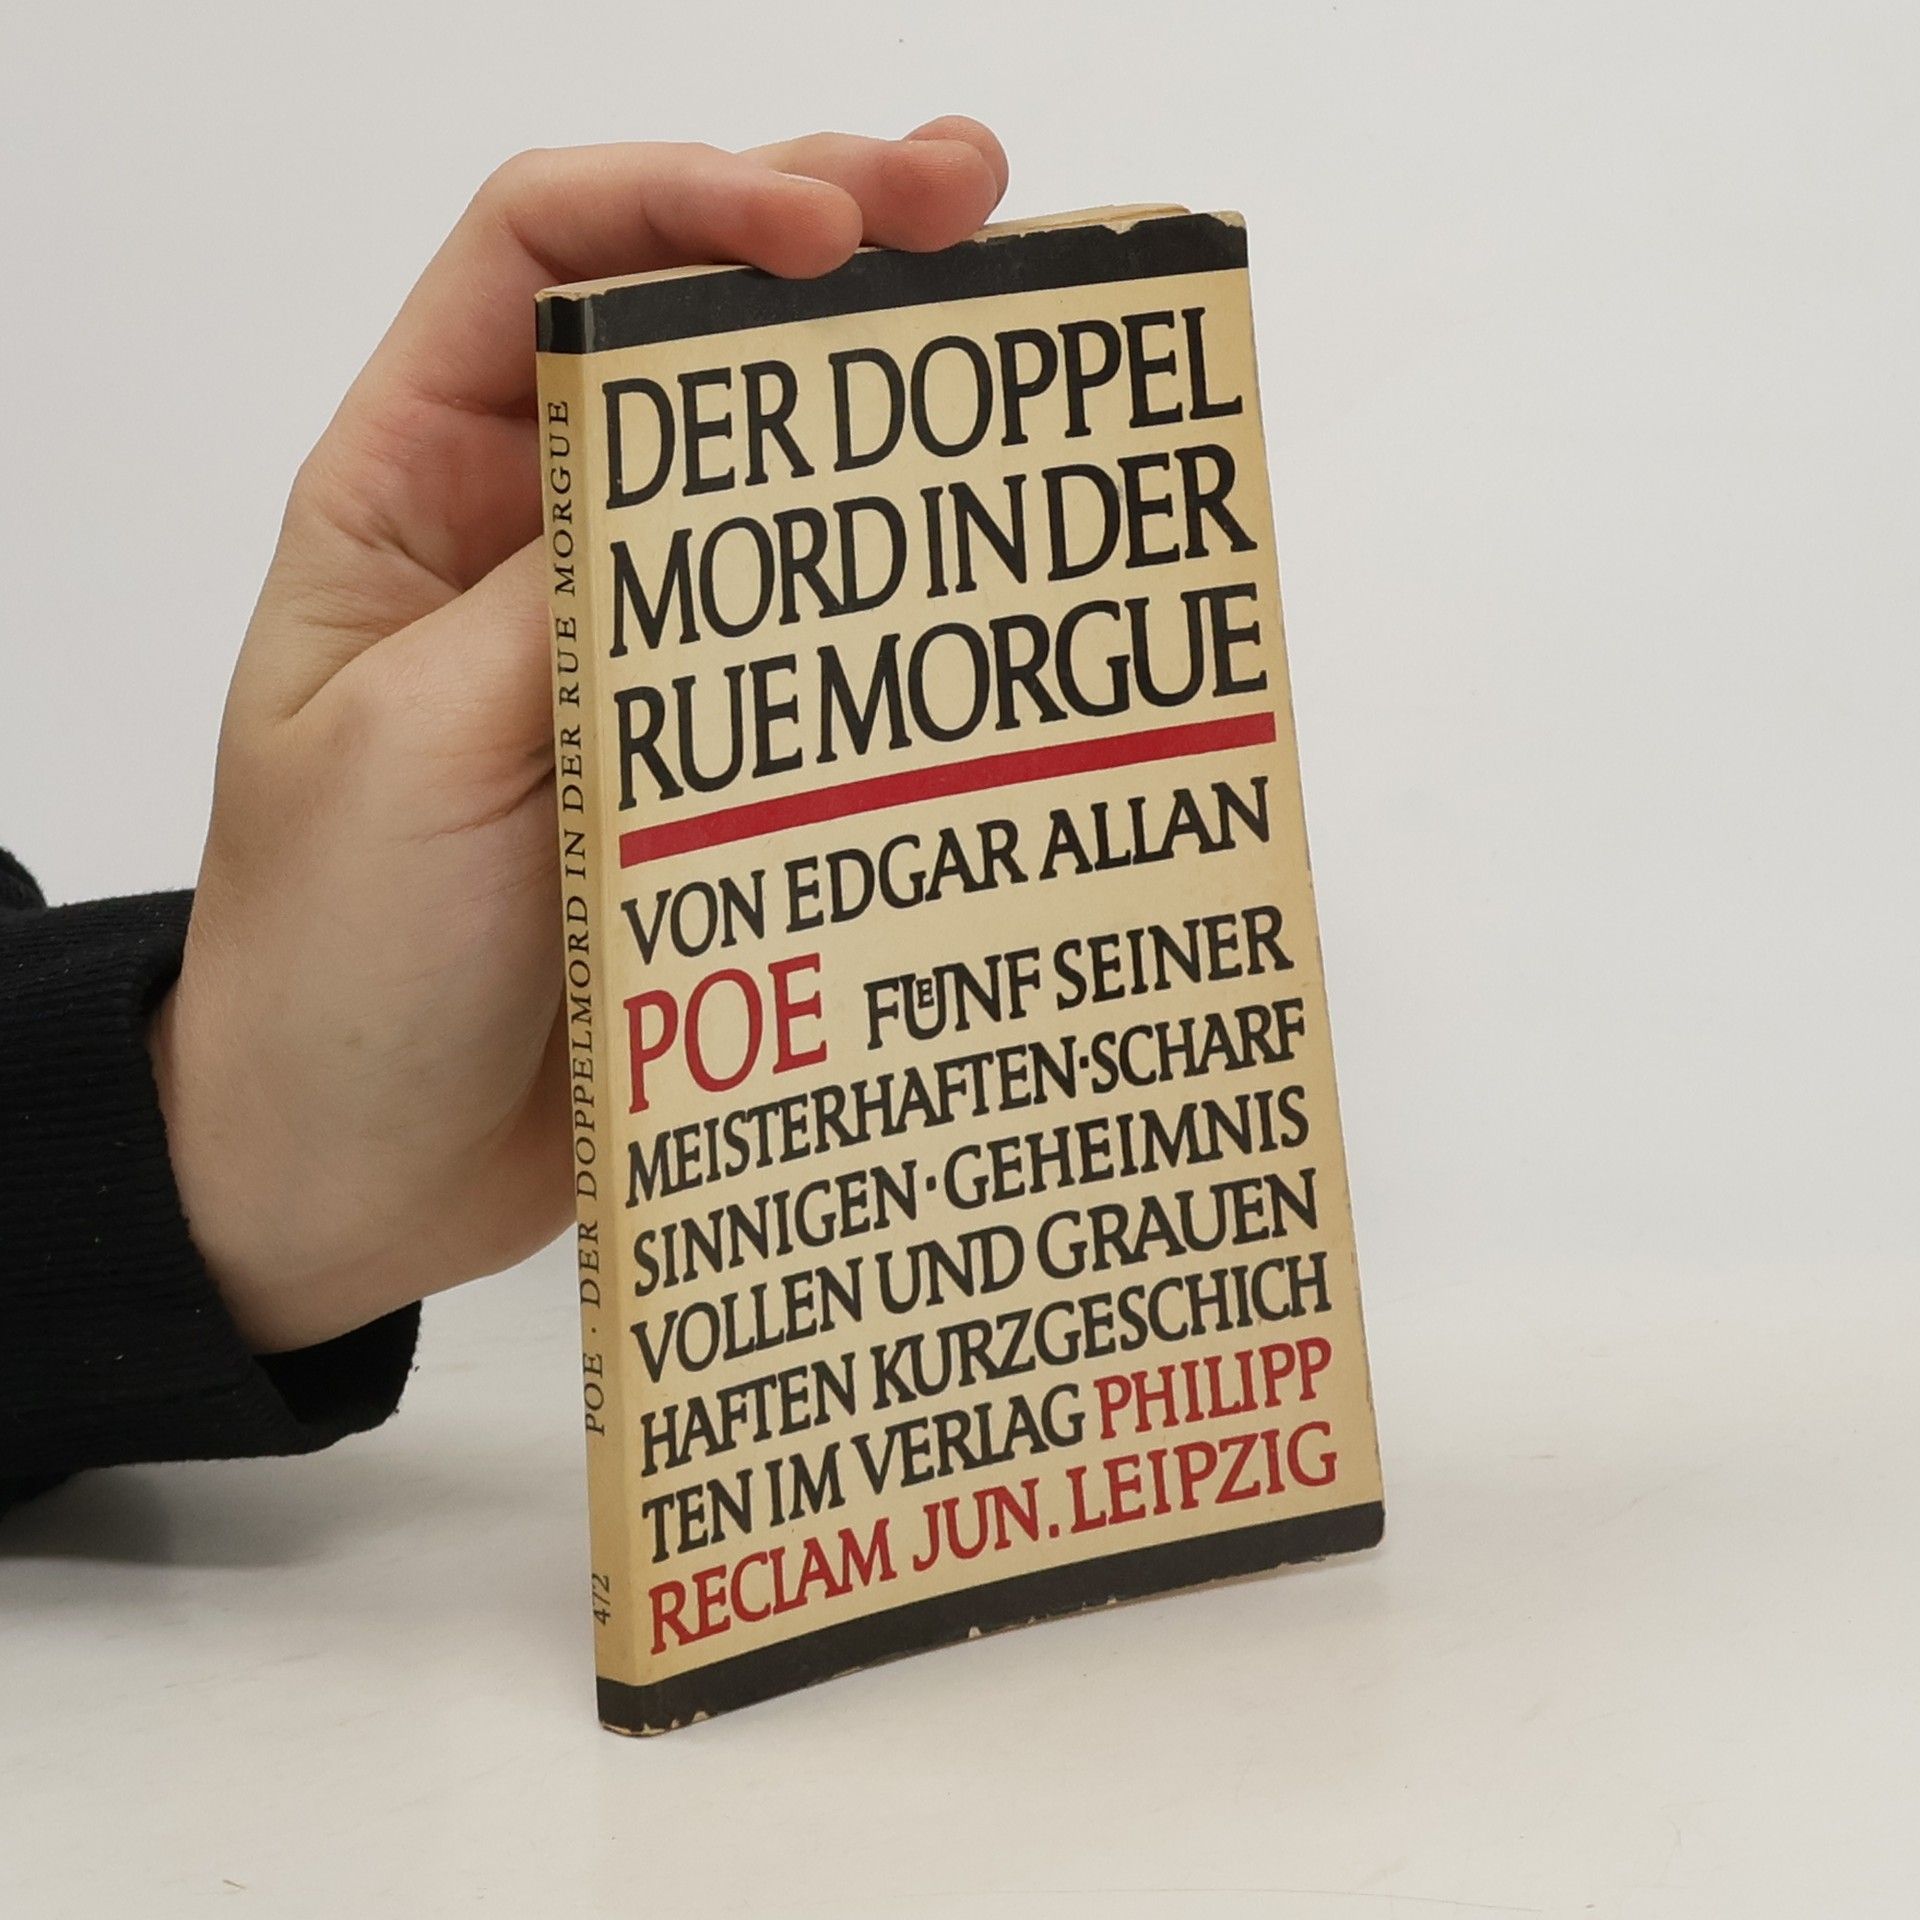 DER DOPPEL
MORD IN DER
RUE MORGUE
VON EDGAR ALLAN
POE FUENF SEINER
MEISTERHAFTEN·SCHARF
SINNIGEN·GEHEIMNIS
VOLLEN UND GRAUEN
HAFTEN KURZGESCHICH
TEN IM VERLAG PHILIPP
RECLAM JUN. LEIPZIG
POE · DER DOPPELMORD IN DER RUE MORGUE
472